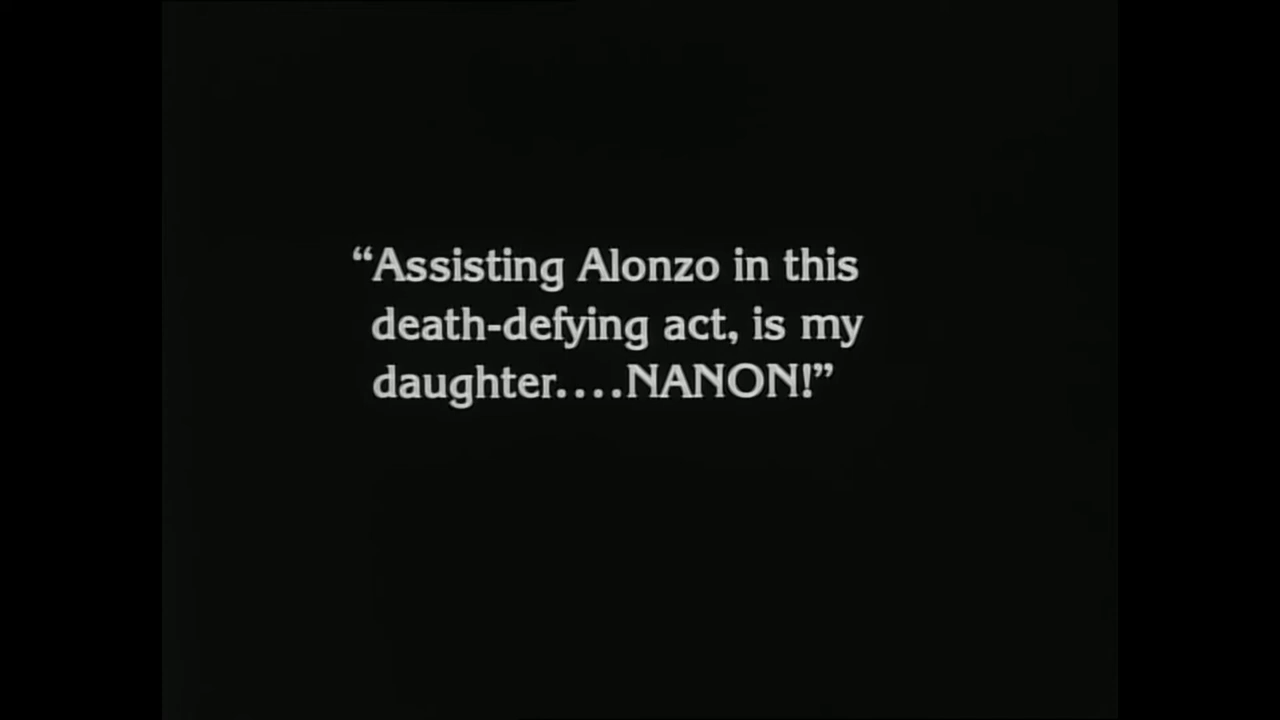 “Assisting Alonzo in this
death-defying act, is my
daughter....NANON!”